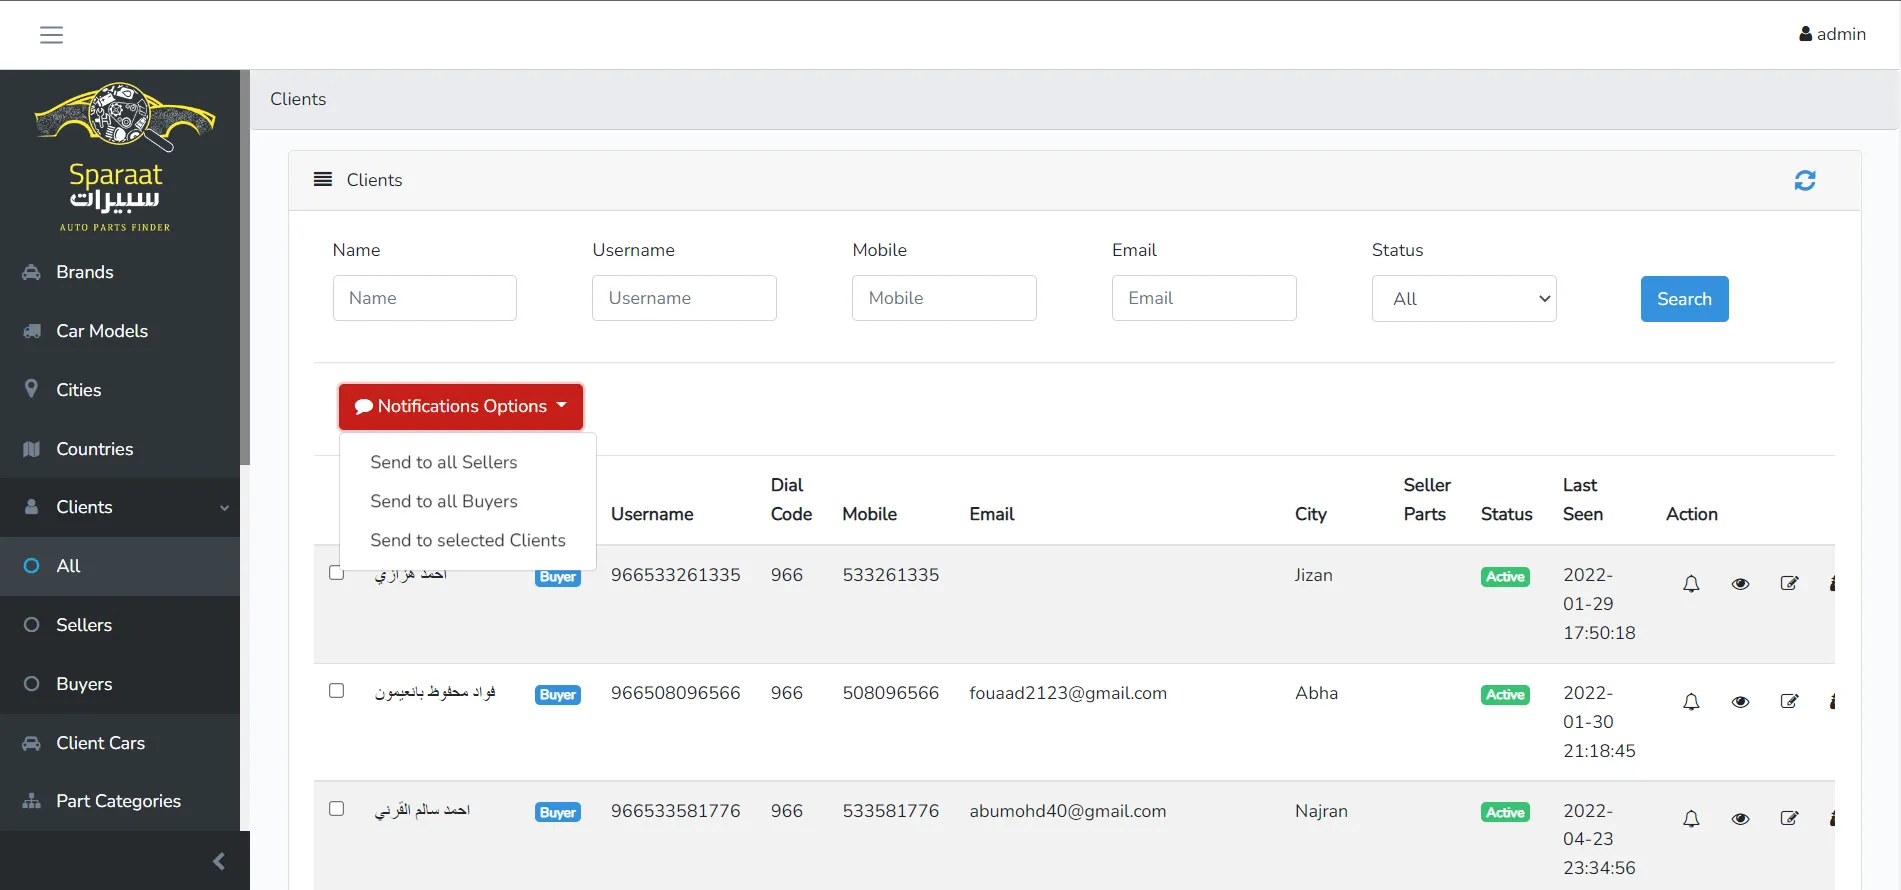 admin
Sparaat
سبيرات
AUTO PARTS FINDER
Brands
Car Models
Cities
Countries
Clients
All
Sellers
Buyers
Client Cars
Part Categories
Clients
Clients
Name
Username
Mobile
Email
Status
Name
Username
Mobile
Email
All
Search
Notifications Options
Send to all Sellers
Send to all Buyers
Send to selected Clients
Username
Dial Code
Mobile
Email
City
Seller Parts
Status
Last Seen
Action
احمد هزازي Buyer 966533261335 966 533261335 Jizan Active 2022-
01-29
17:50:18
فواد محفوظ بانعيمون Buyer 966508096566 966 508096566 fouaad2123@gmail.com Abha Active 2022-
01-30
21:18:45
احمد سالم القرني Buyer 966533581776 966 533581776 abumohd40@gmail.com Najran Active 2022-
04-23
23:34:56